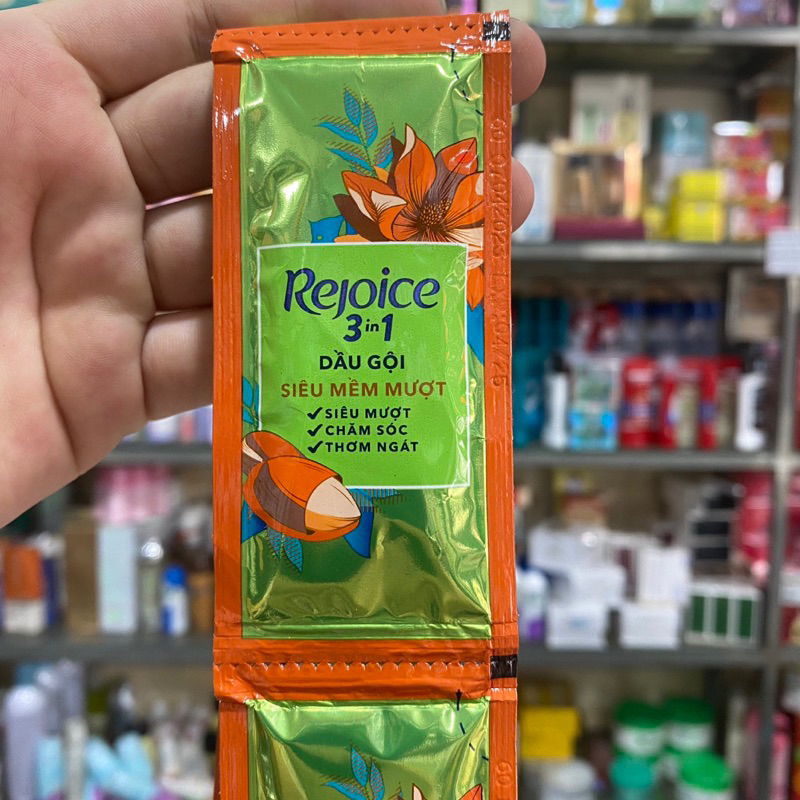 Rejoice
3in1
DẦU GỘI
SIÊU MỀM MƯỢT
✓SIÊU MƯỢT
✓CHĂM SÓC
✓THƠM NGÁT